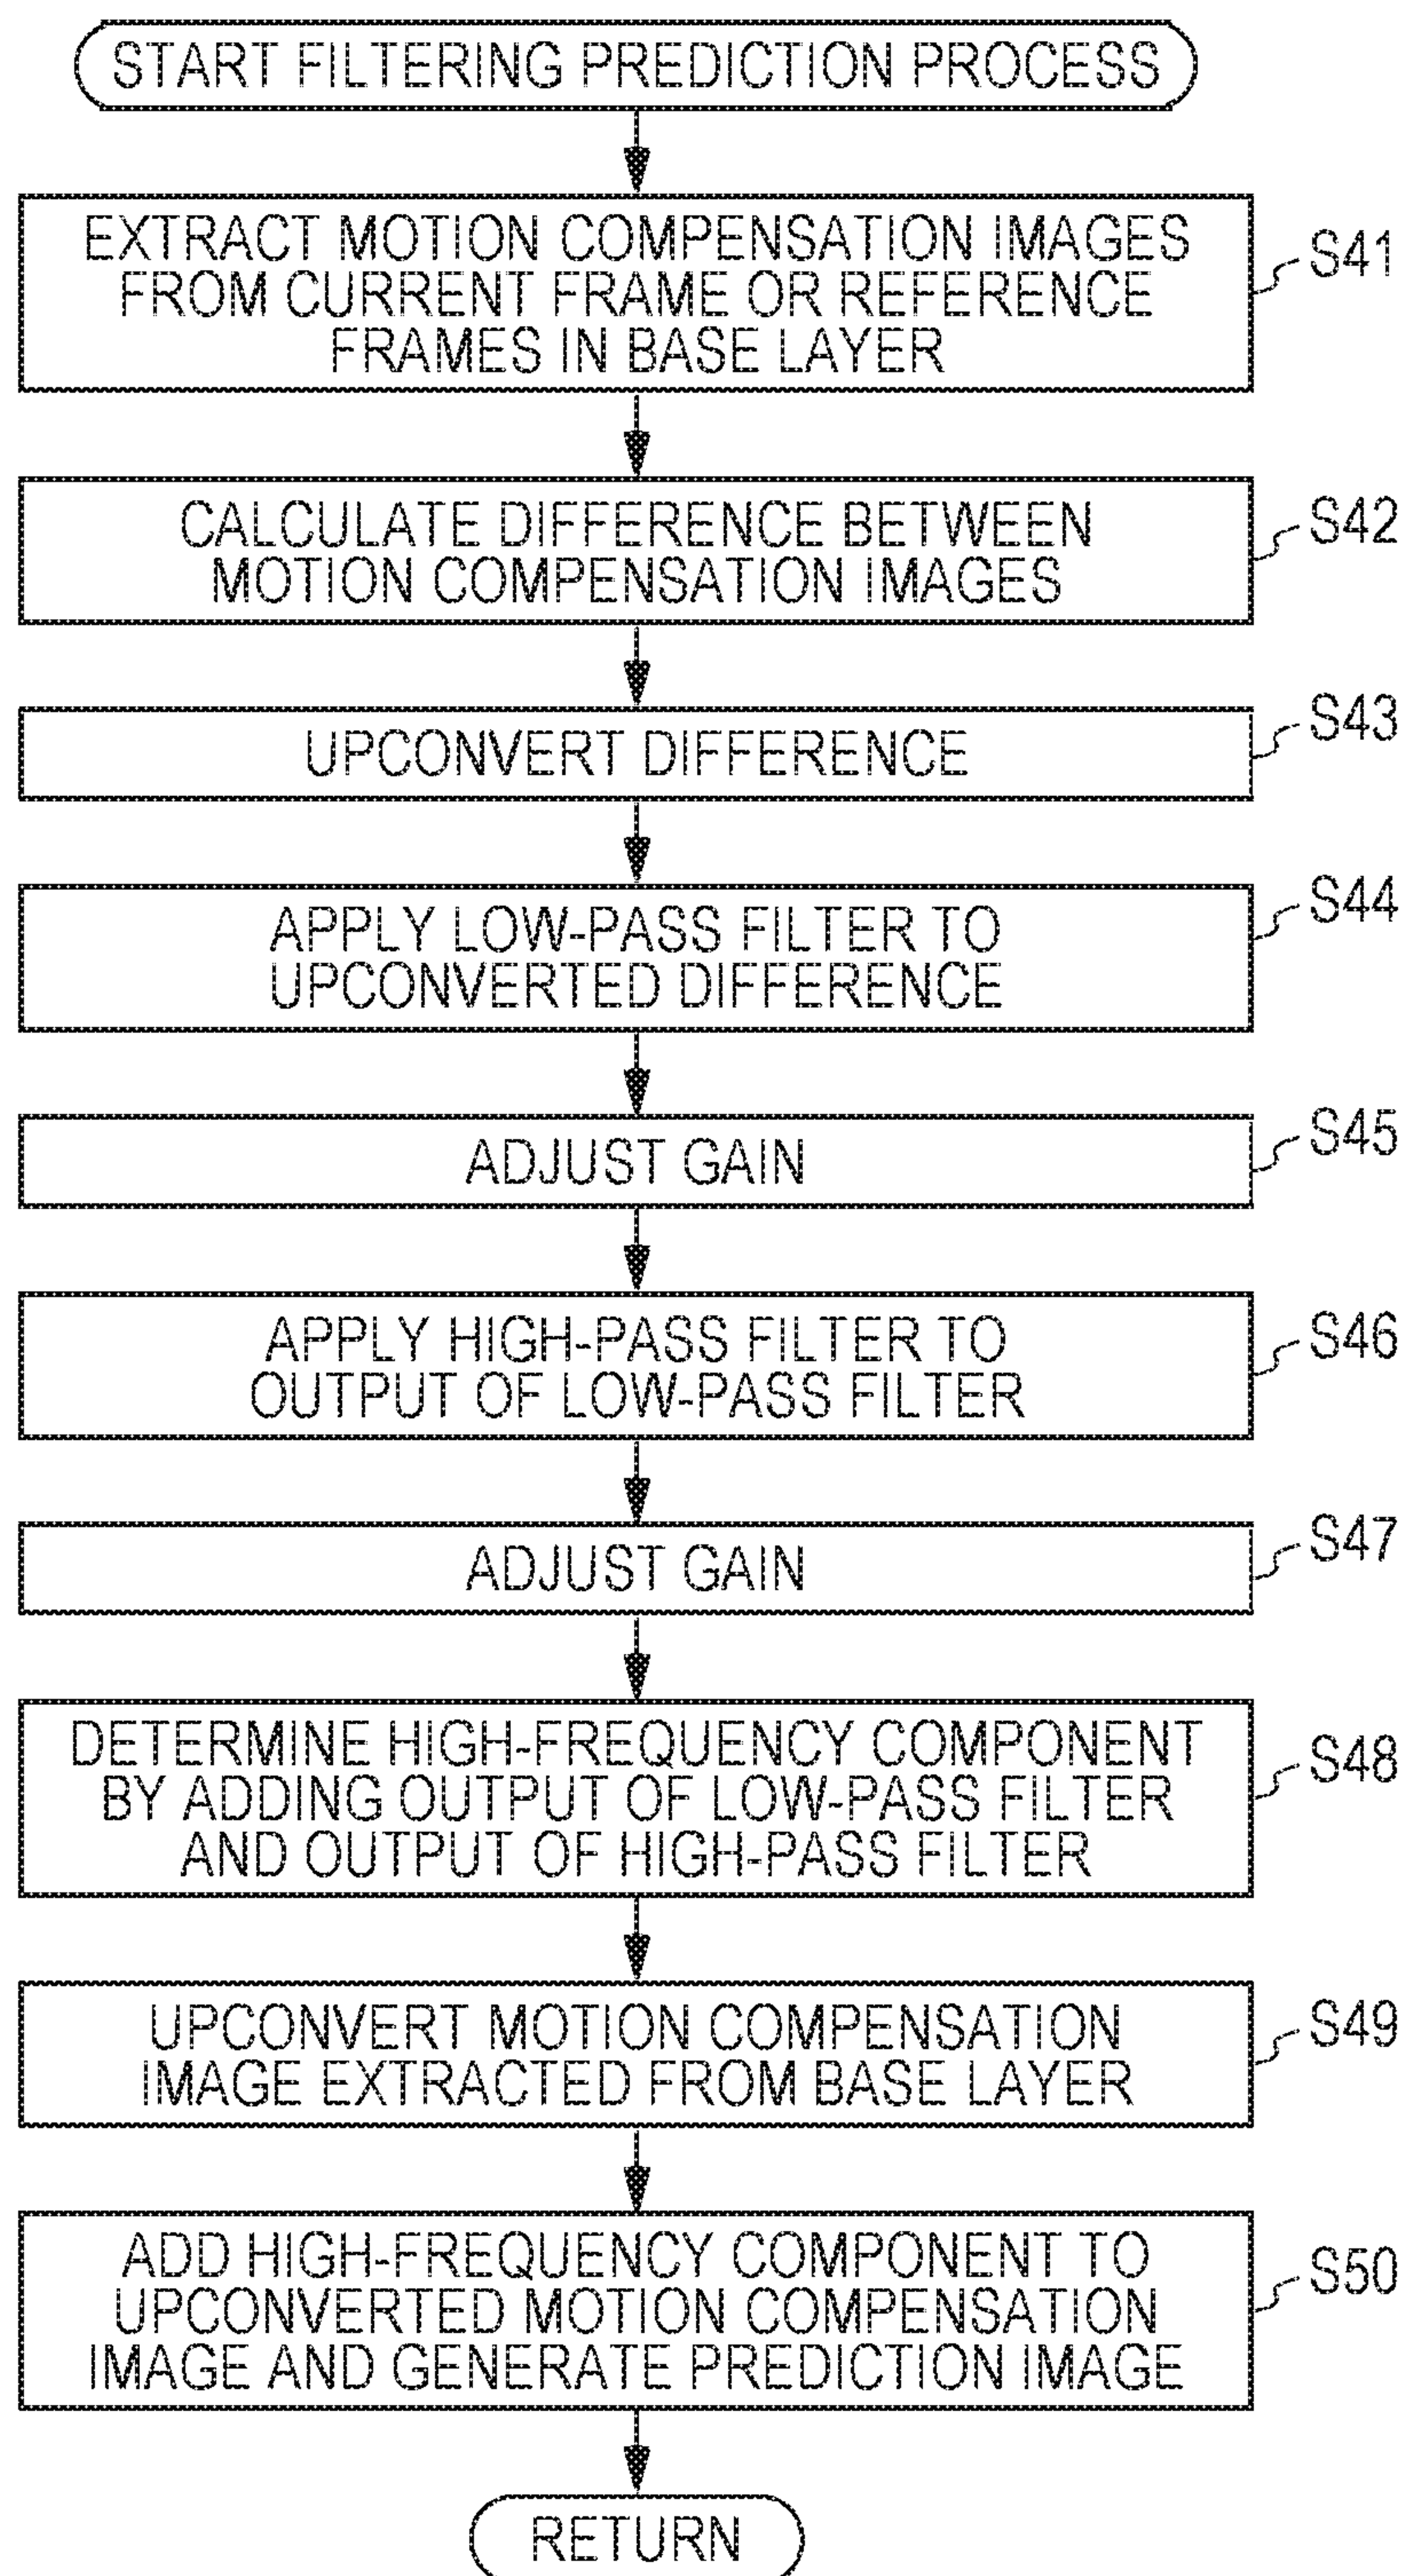 START FILTERING PREDICTION PROCESS
EXTRACT MOTION COMPENSATION IMAGES
FROM CURRENT FRAME OR REFERENCE
FRAMES IN BASE LAYER
S41
CALCULATE DIFFERENCE BETWEEN
MOTION COMPENSATION IMAGES
S42
UPCONVERT DIFFERENCE
S43
APPLY LOW-PASS FILTER TO
UPCONVERTED DIFFERENCE
S44
ADJUST GAIN
S45
APPLY HIGH-PASS FILTER TO
OUTPUT OF LOW-PASS FILTER
S46
ADJUST GAIN
S47
DETERMINE HIGH-FREQUENCY COMPONENT
BY ADDING OUTPUT OF LOW-PASS FILTER
AND OUTPUT OF HIGH-PASS FILTER
S48
UPCONVERT MOTION COMPENSATION
IMAGE EXTRACTED FROM BASE LAYER
S49
ADD HIGH-FREQUENCY COMPONENT TO
UPCONVERTED MOTION COMPENSATION
IMAGE AND GENERATE PREDICTION IMAGE
S50
RETURN